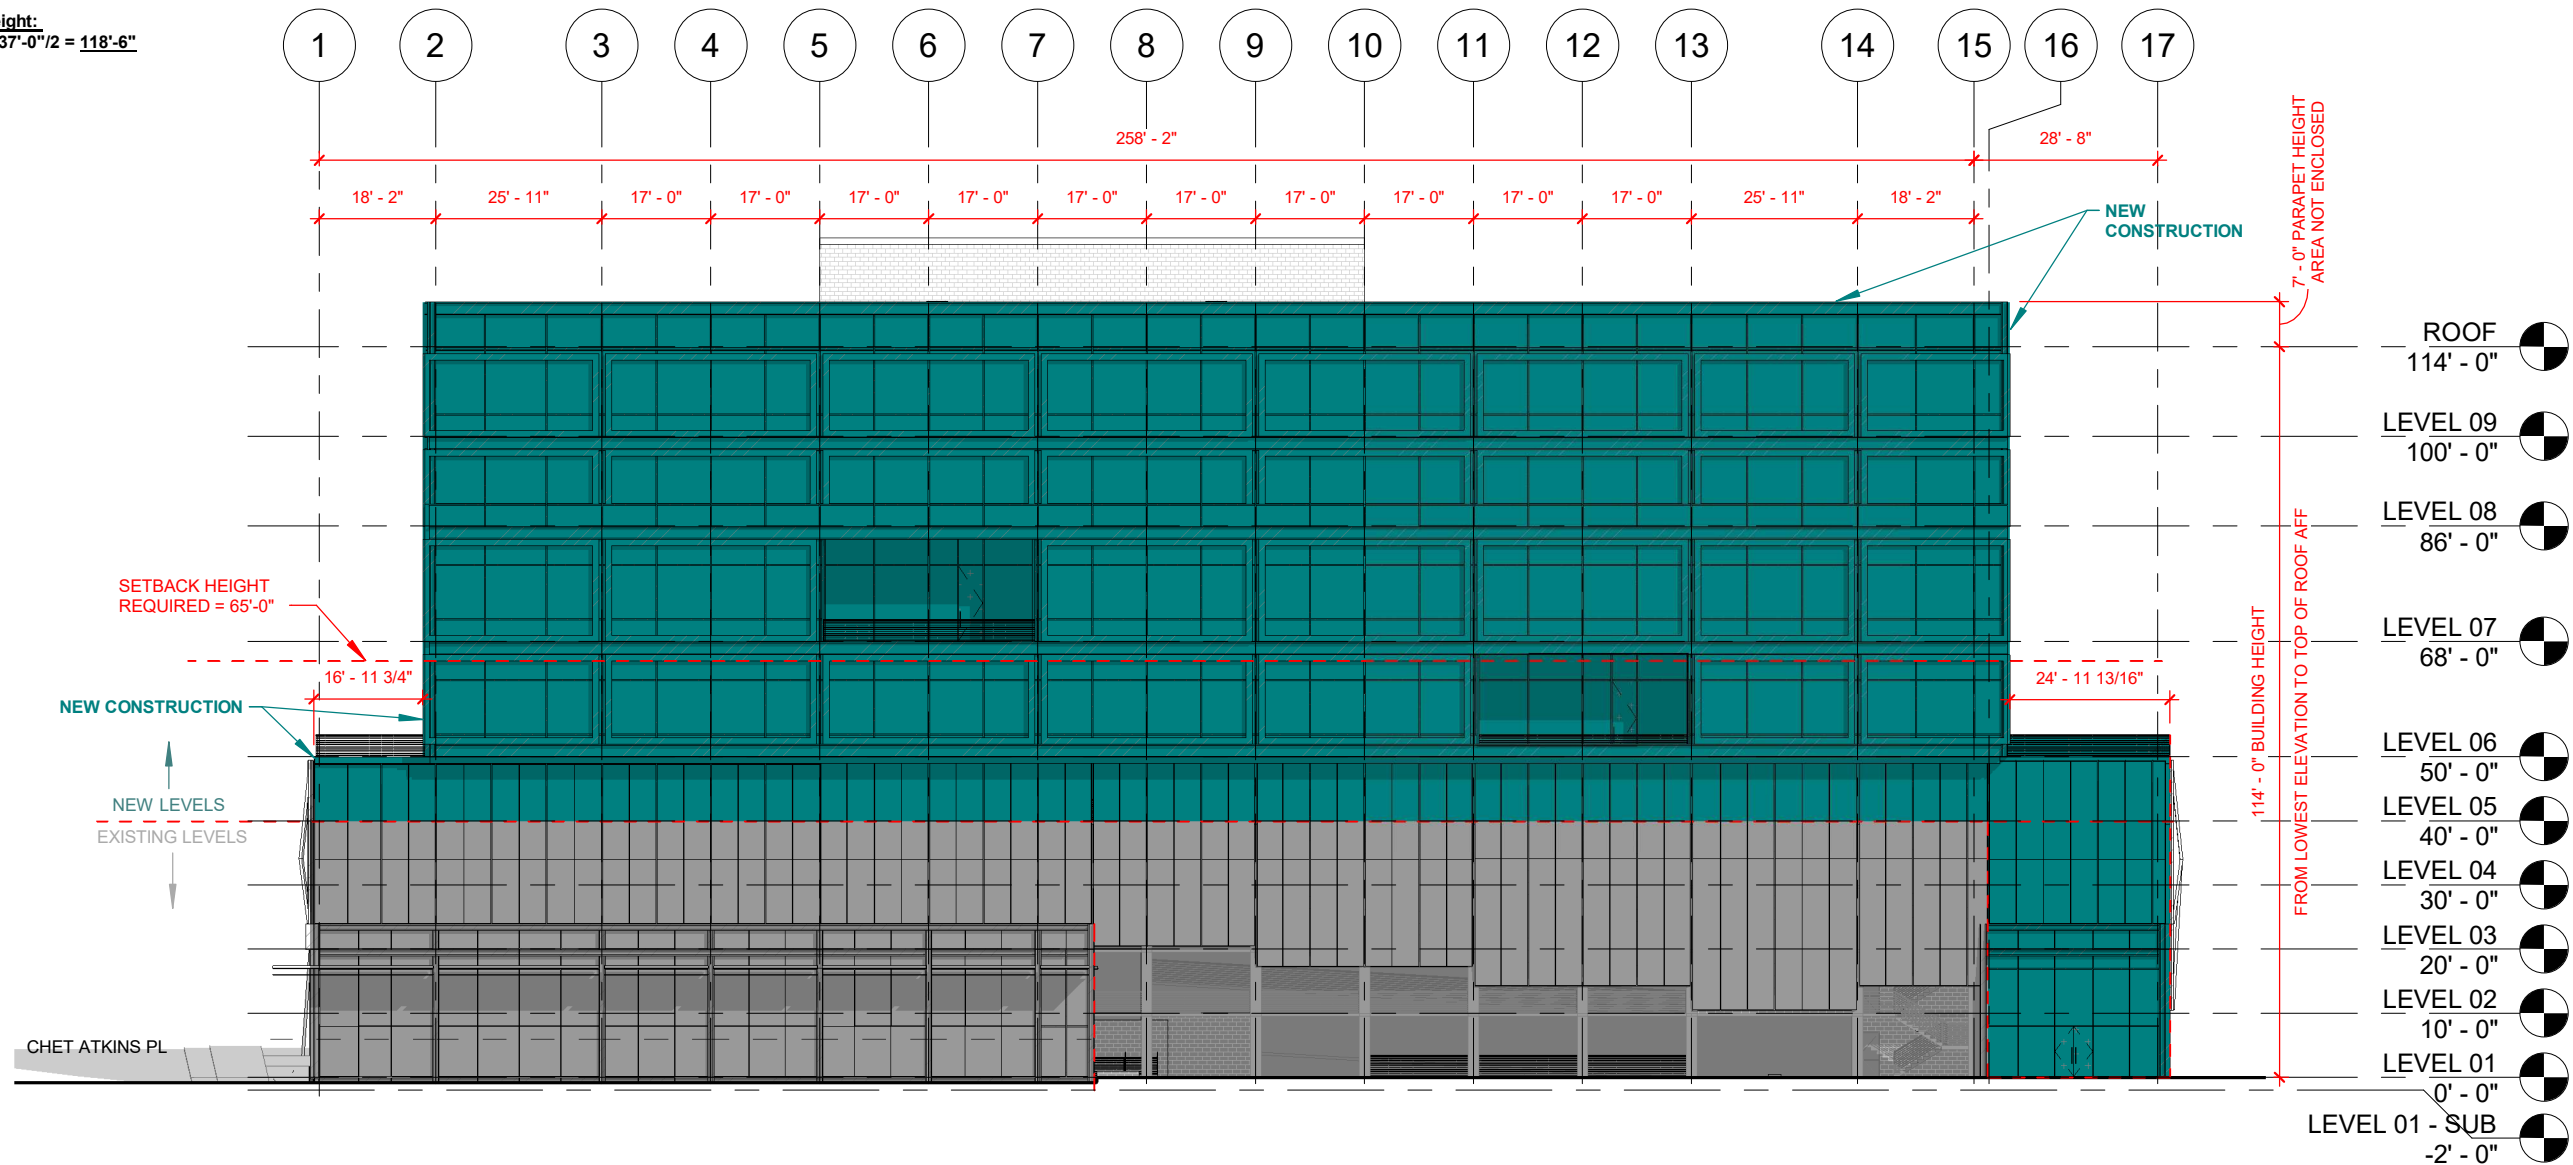 ight:
37'-0"/2 = 118'-6"
1 2 3 4 5 6 7 8 9 10 11 12 13 14 15 16 17
258' - 2" 28' - 8"
18' - 2" 25' - 11" 17' - 0" 17' - 0" 17' - 0" 17' - 0" 17' - 0" 17' - 0" 17' - 0" 17' - 0" 17' - 0" 17' - 0" 25' - 11" 18' - 2"
7' - 0" PARAPET HEIGHT
AREA NOT ENCLOSED
NEW
CONSTRUCTION
ROOF
114' - 0"
LEVEL 09
100' - 0"
LEVEL 08
86' - 0"
SETBACK HEIGHT
REQUIRED = 65'-0"
LEVEL 07
68' - 0"
16' - 11 3/4"
24' - 11 13/16"
NEW CONSTRUCTION
114' - 0" BUILDING HEIGHT
FROM LOWEST ELEVATION TO TOP OF ROOF AFF
LEVEL 06
50' - 0"
NEW LEVELS
EXISTING LEVELS
LEVEL 05
40' - 0"
LEVEL 04
30' - 0"
LEVEL 03
20' - 0"
LEVEL 02
10' - 0"
CHET ATKINS PL
LEVEL 01
0' - 0"
LEVEL 01 - SUB
-2' - 0"